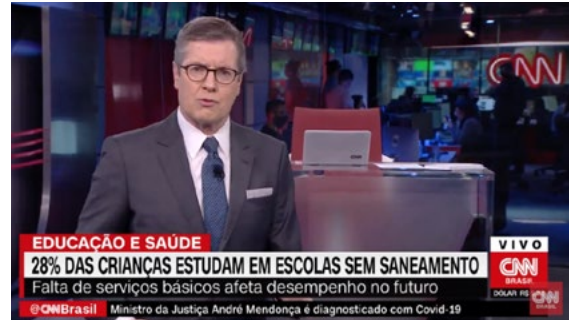 CNN
EDUCAÇÃO E SAÚDE
VIVO
28% DAS CRIANÇAS ESTUDAM EM ESCOLAS SEM SANEAMENTO
CNN
BRASIL
Falta de serviços básicos afeta desempenho no futuro
DÓLAR R$
CNN
@CNNBrasil Ministro da Justiça André Mendonça é diagnosticado com Covid-19